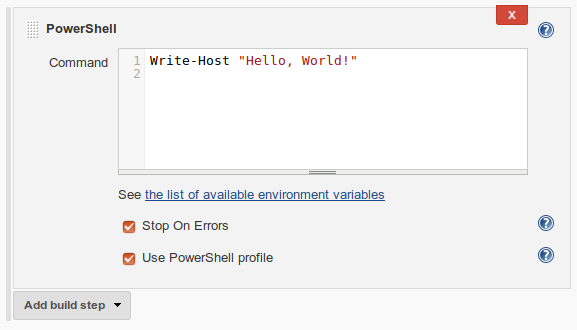 PowerShell
X
?
Command
1 Write-Host "Hello, World!"
2
See the list of available environment variables
Stop On Errors
?
Use PowerShell profile
?
Add build step